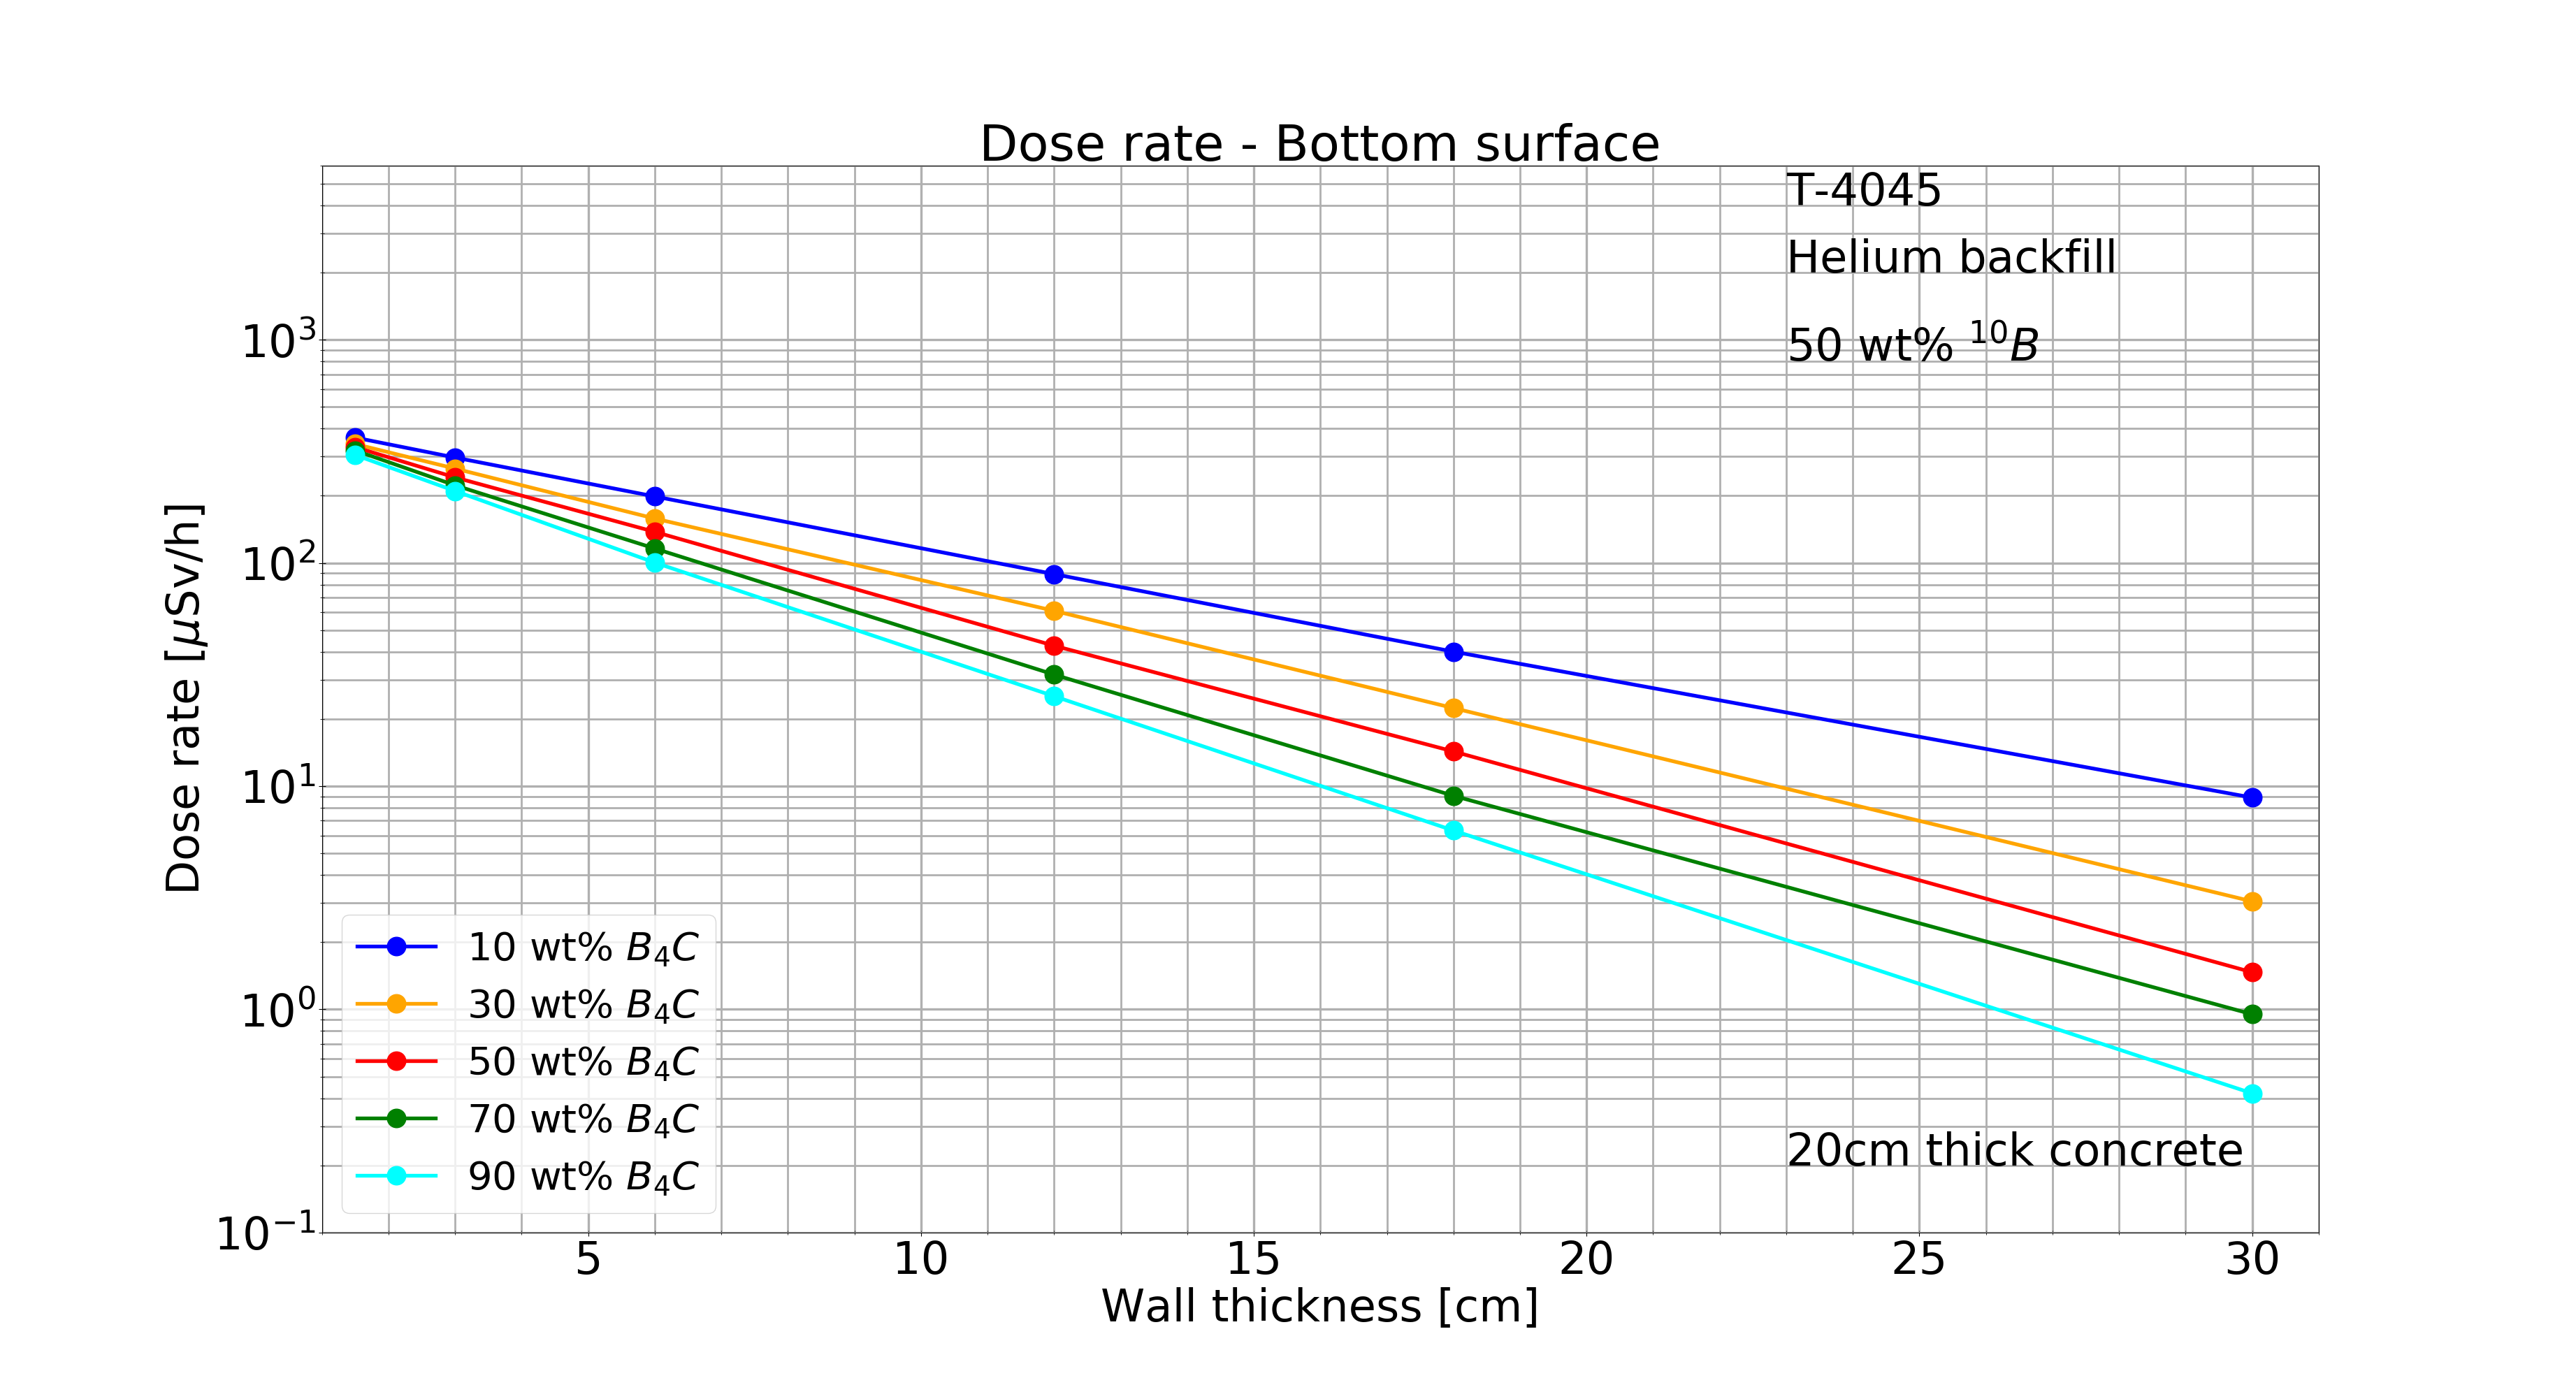 Dose rate - Bottom surface
T-4045
Helium backfill
50 wt% ¹⁰B
Dose rate [μSv/h]
10³
10²
10¹
10⁰
10⁻¹
10 wt% B₄C
30 wt% B₄C
50 wt% B₄C
70 wt% B₄C
90 wt% B₄C
20cm thick concrete
5 10 15 20 25 30
Wall thickness [cm]